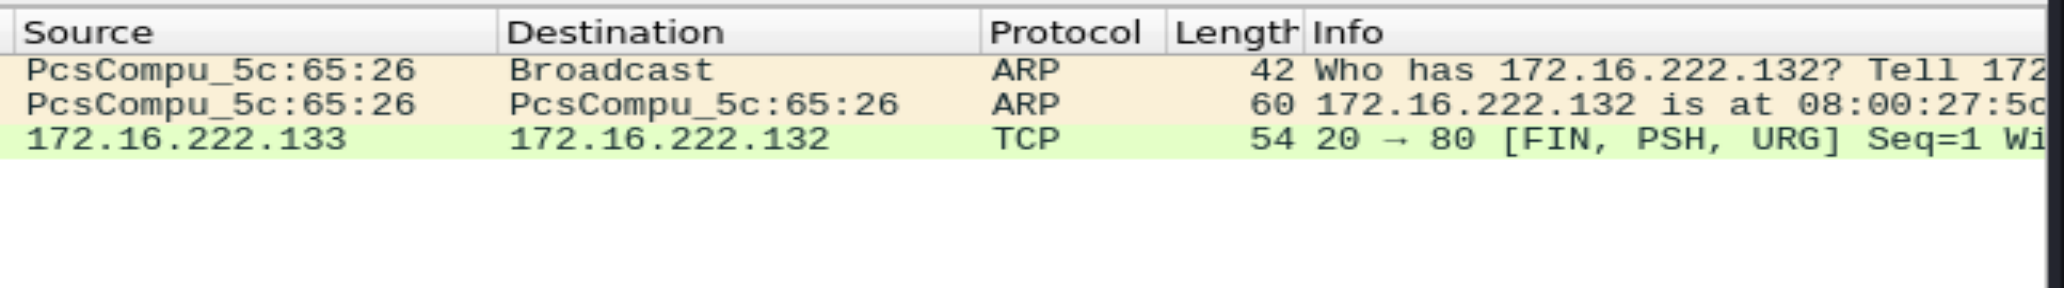 Source Destination Protocol Length Info
PcsCompu_5c:65:26 Broadcast ARP 42 Who has 172.16.222.132? Tell 172
PcsCompu_5c:65:26 PcsCompu_5c:65:26 ARP 60 172.16.222.132 is at 08:00:27:5c
172.16.222.133 172.16.222.132 TCP 54 20 → 80 [FIN, PSH, URG] Seq=1 Wi